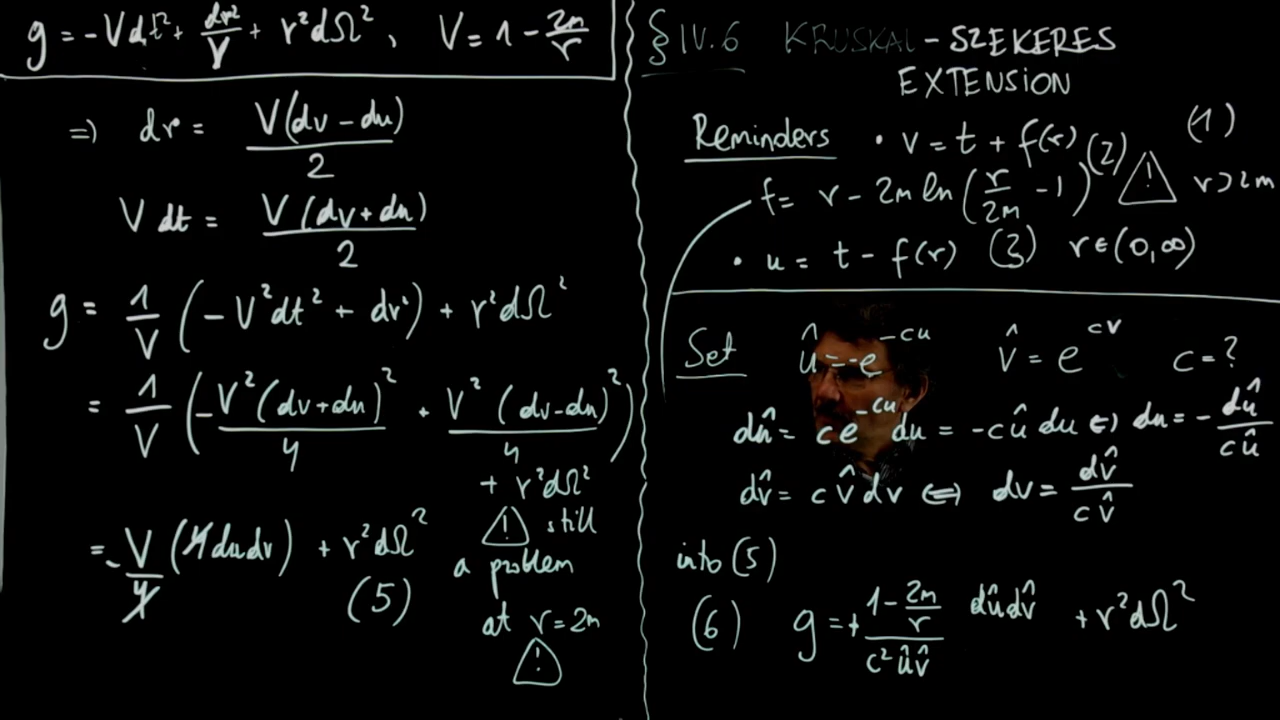 g = -Vdt² + dr²/V + r²dΩ², V = 1 - 2m/r
⇒ dr = V(dv - du)/2
V dt = V(dv+du)/2
g = 1/V (-V²dt² + dr²) + r²dΩ²
= 1/V (-V²(dv+du)²/4 + V²(dv-du)²/4)
+ r²dΩ²
= -V/4 (4dudv) + r²dΩ²
(5)
⚠ still
a problem
at r = 2m
⚠
§ IV.6 KRUSKAL-SZEKERES
EXTENSION
Reminders • v = t + f(r) (1)
f = r - 2m ln (r/2m - 1) (2) ⚠ r>2m
• u = t - f(r) (3) r∈(0,∞)
Set û = -e^{-cu} v̂ = e^{cv} c = ?
dû = ce^{-cu} du = -cû du ⇔ du = -dû/cû
dv̂ = c v̂ dv ⇔ dv = dv̂/cv̂
into (5)
(6) g = + (1 - 2m/r)/(c² û v̂) dûdv̂ + r²dΩ²